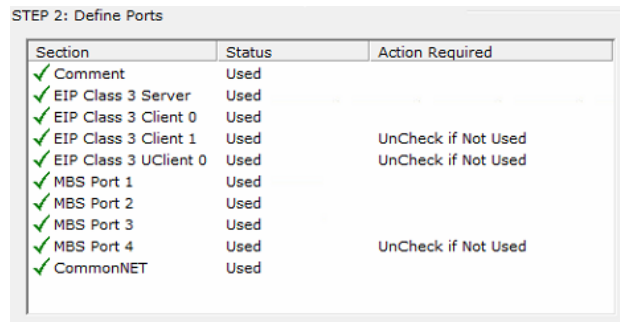 STEP 2: Define Ports
Section Status Action Required
Comment Used
EIP Class 3 Server Used
EIP Class 3 Client 0 Used
EIP Class 3 Client 1 Used UnCheck if Not Used
EIP Class 3 UClient 0 Used UnCheck if Not Used
MBS Port 1 Used
MBS Port 2 Used
MBS Port 3 Used
MBS Port 4 Used UnCheck if Not Used
CommonNET Used